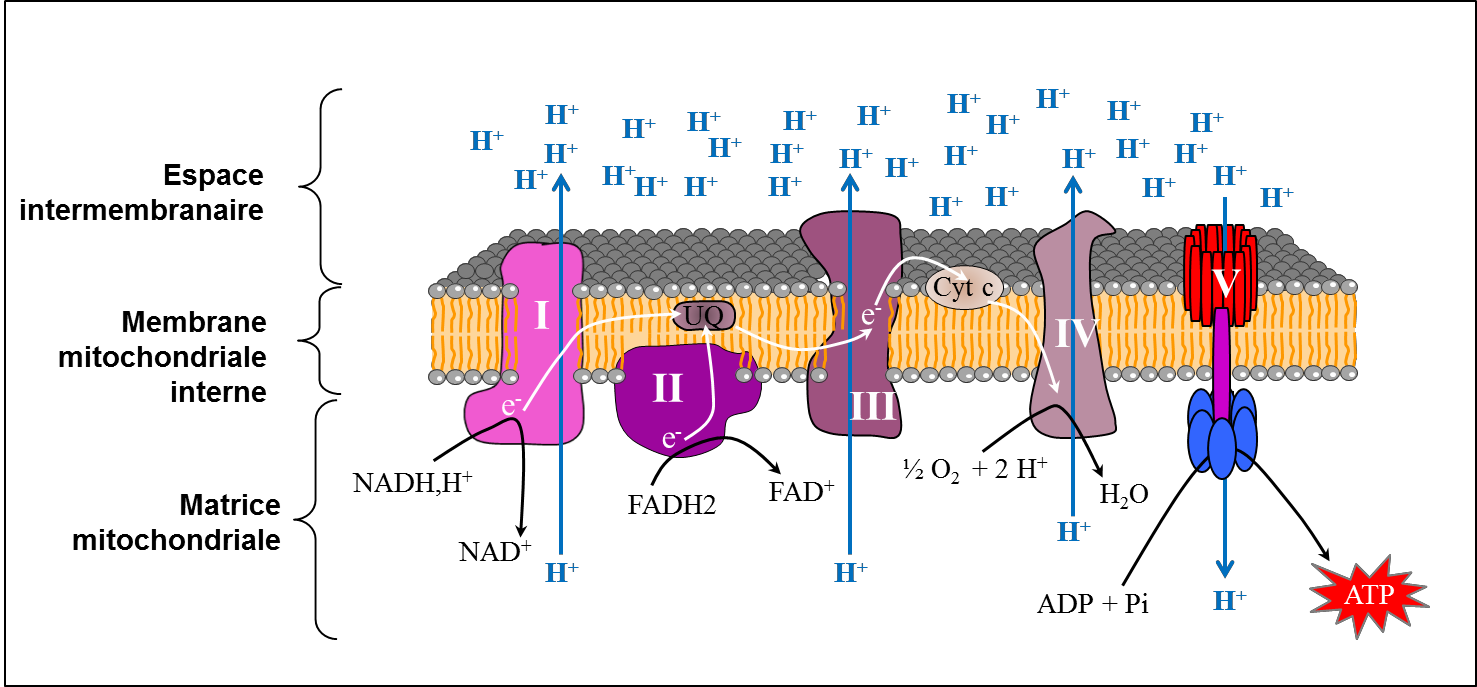 H⁺ H⁺ H⁺ H⁺ H⁺ H⁺ H⁺ H⁺ H⁺ H⁺
H⁺ H⁺ H⁺ H⁺ H⁺ H⁺ H⁺ H⁺ H⁺ H⁺ H⁺
H⁺ H⁺ H⁺ H⁺ H⁺ H⁺ H⁺ H⁺ H⁺ H⁺ H⁺
Espace
intermembranaire
Membrane
mitochondriale
interne
Matrice
mitochondriale
I
UQ
II
III
Cyt c
IV
V
e⁻
e⁻
e⁻
NADH,H⁺
NAD⁺
H⁺
FADH2
FAD⁺
H⁺
½ O₂ + 2 H⁺
H₂O
H⁺
ADP + Pi
H⁺
ATP